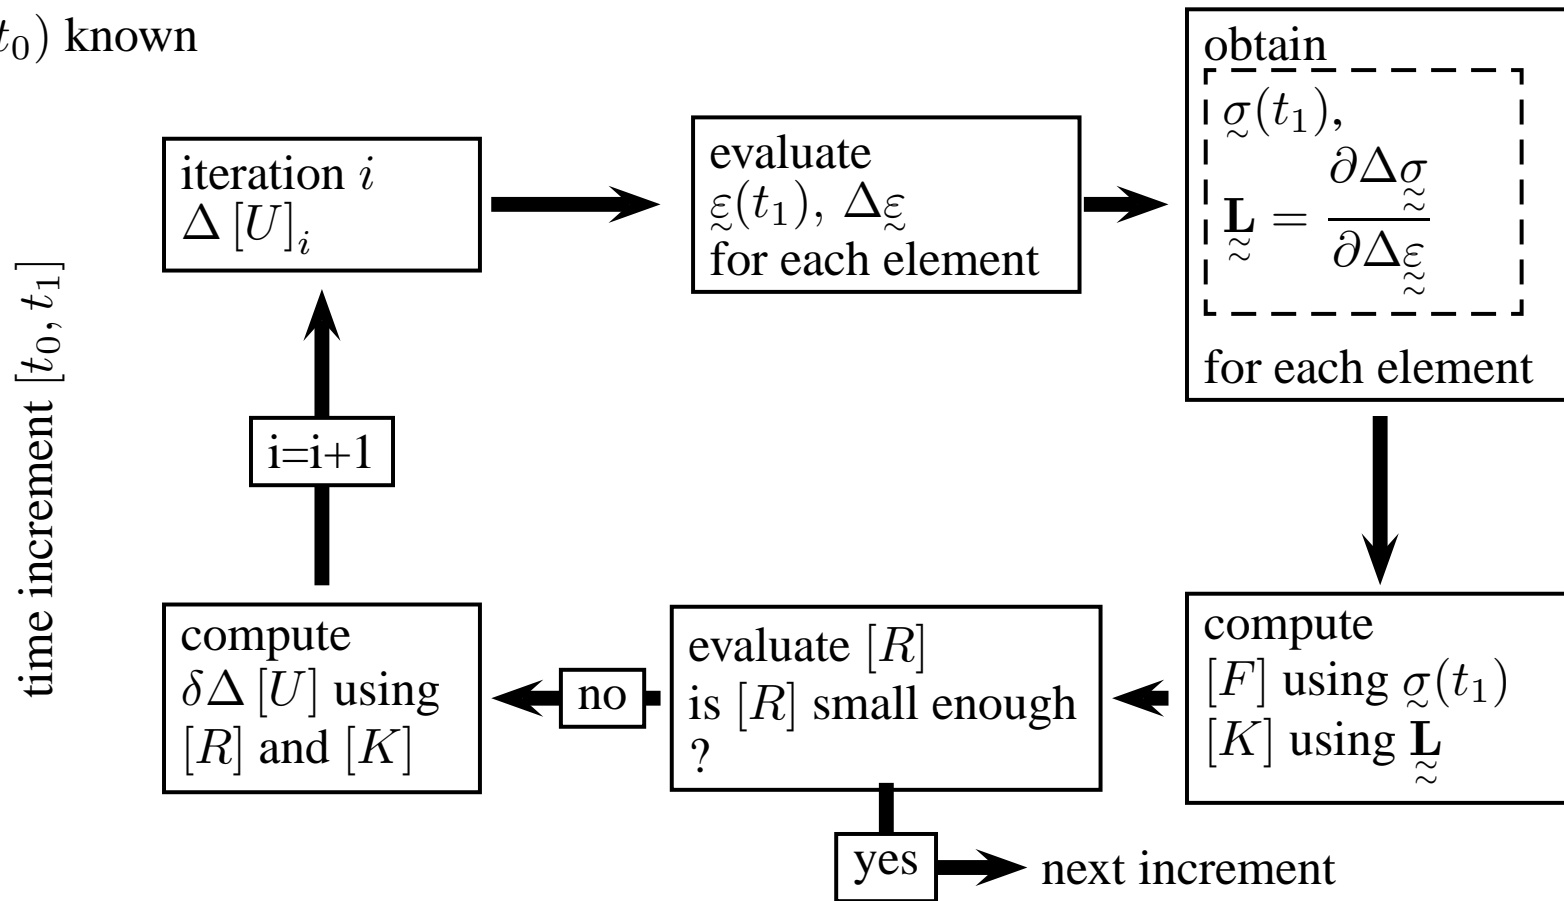 t₀) known
time increment [t₀, t₁]
iteration i
Δ [U]ᵢ
evaluate
ε̰(t₁), Δε̰
for each element
obtain
σ̰(t₁),
L̰̰ = ∂Δσ̰ / ∂Δε̰
for each element
compute
[F] using σ̰(t₁)
[K] using L̰̰
evaluate [R]
is [R] small enough
?
no
yes
next increment
compute
δΔ [U] using
[R] and [K]
i=i+1